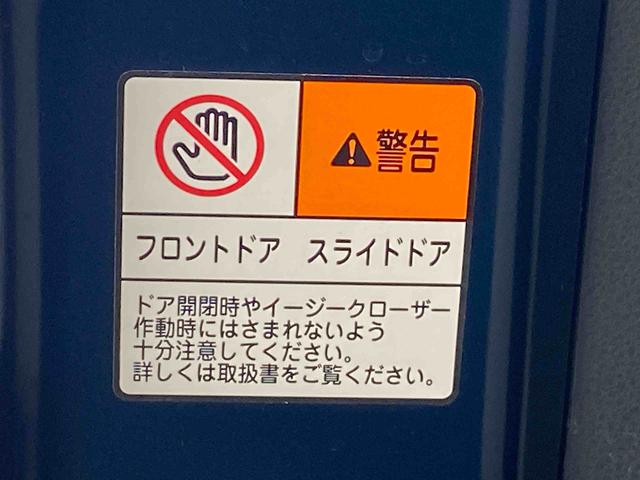 警告
フロントドア スライドドア
ドア開閉時やイージークローザー
作動時にはさまれないよう
十分注意してください。
詳しくは取扱書をご覧ください。